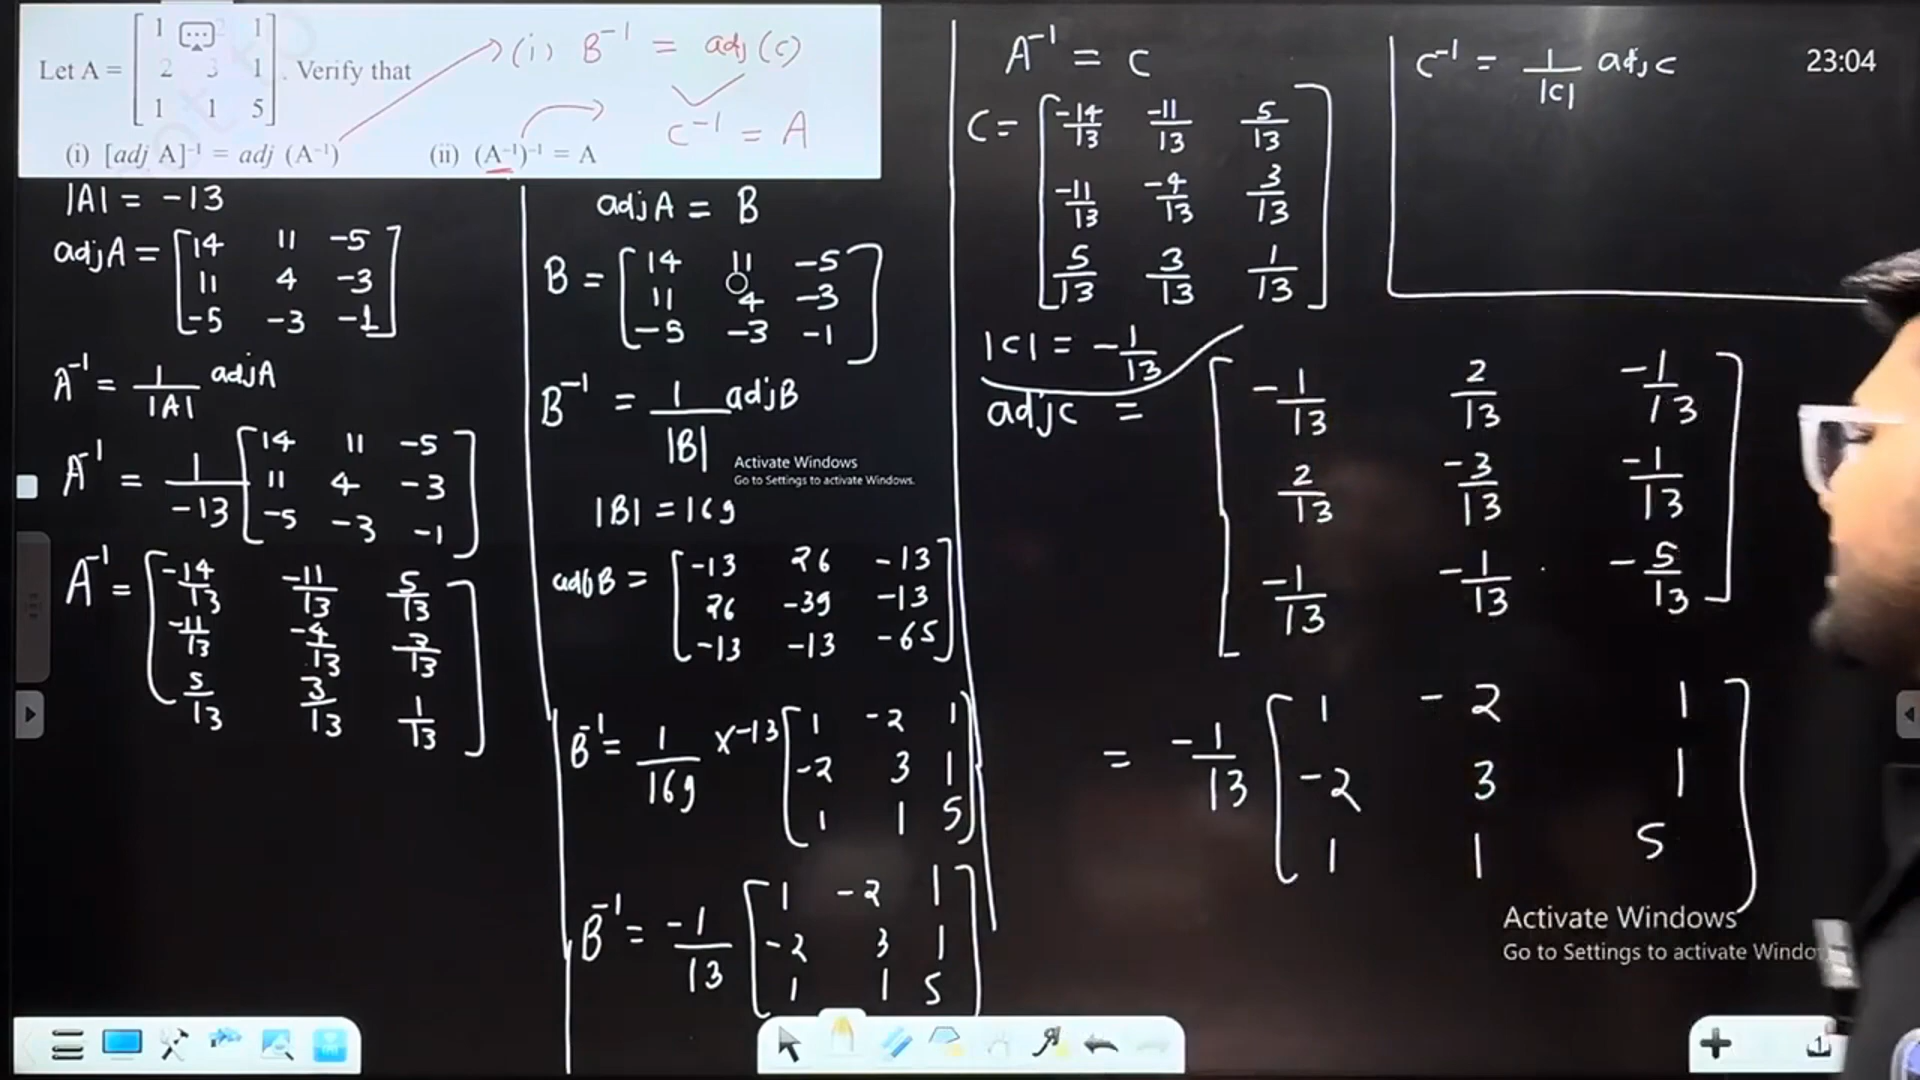 Let A = [ 1 2 1
2 3 1
1 1 5 ] . Verify that
(i) [adj A]⁻¹ = adj (A⁻¹) (ii) (A⁻¹)⁻¹ = A
(i) B⁻¹ = adj (c)
c⁻¹ = A
|A| = -13
adjA = [ 14 11 -5
11 4 -3
-5 -3 -1 ]
A⁻¹ = 1/|A| adjA
A⁻¹ = 1/-13 [ 14 11 -5
11 4 -3
-5 -3 -1 ]
A⁻¹ = [ -14/13 -11/13 5/13
-11/13 -4/13 3/13
5/13 3/13 1/13 ]
adjA = B
B = [ 14 11 -5
11 4 -3
-5 -3 -1 ]
B⁻¹ = 1/|B| adjB
Activate Windows
Go to Settings to activate Windows.
|B| = 169
adjB = [ -13 26 -13
26 -39 -13
-13 -13 -65 ]
B⁻¹ = 1/169 x -13 [ 1 -2 1
-2 3 1
1 1 5 ]
B⁻¹ = -1/13 [ 1 -2 1
-2 3 1
1 1 5 ]
A⁻¹ = C
C = [ -14/13 -11/13 5/13
-11/13 -4/13 3/13
5/13 3/13 1/13 ]
|C| = -1/13
adjC = [ -1/13 2/13 -1/13
2/13 -3/13 -1/13
-1/13 -1/13 -5/13 ]
= -1/13 [ 1 -2 1
-2 3 1
1 1 5 ]
c⁻¹ = 1/|C| adjC
23:04
Activate Windows
Go to Settings to activate Windo
1